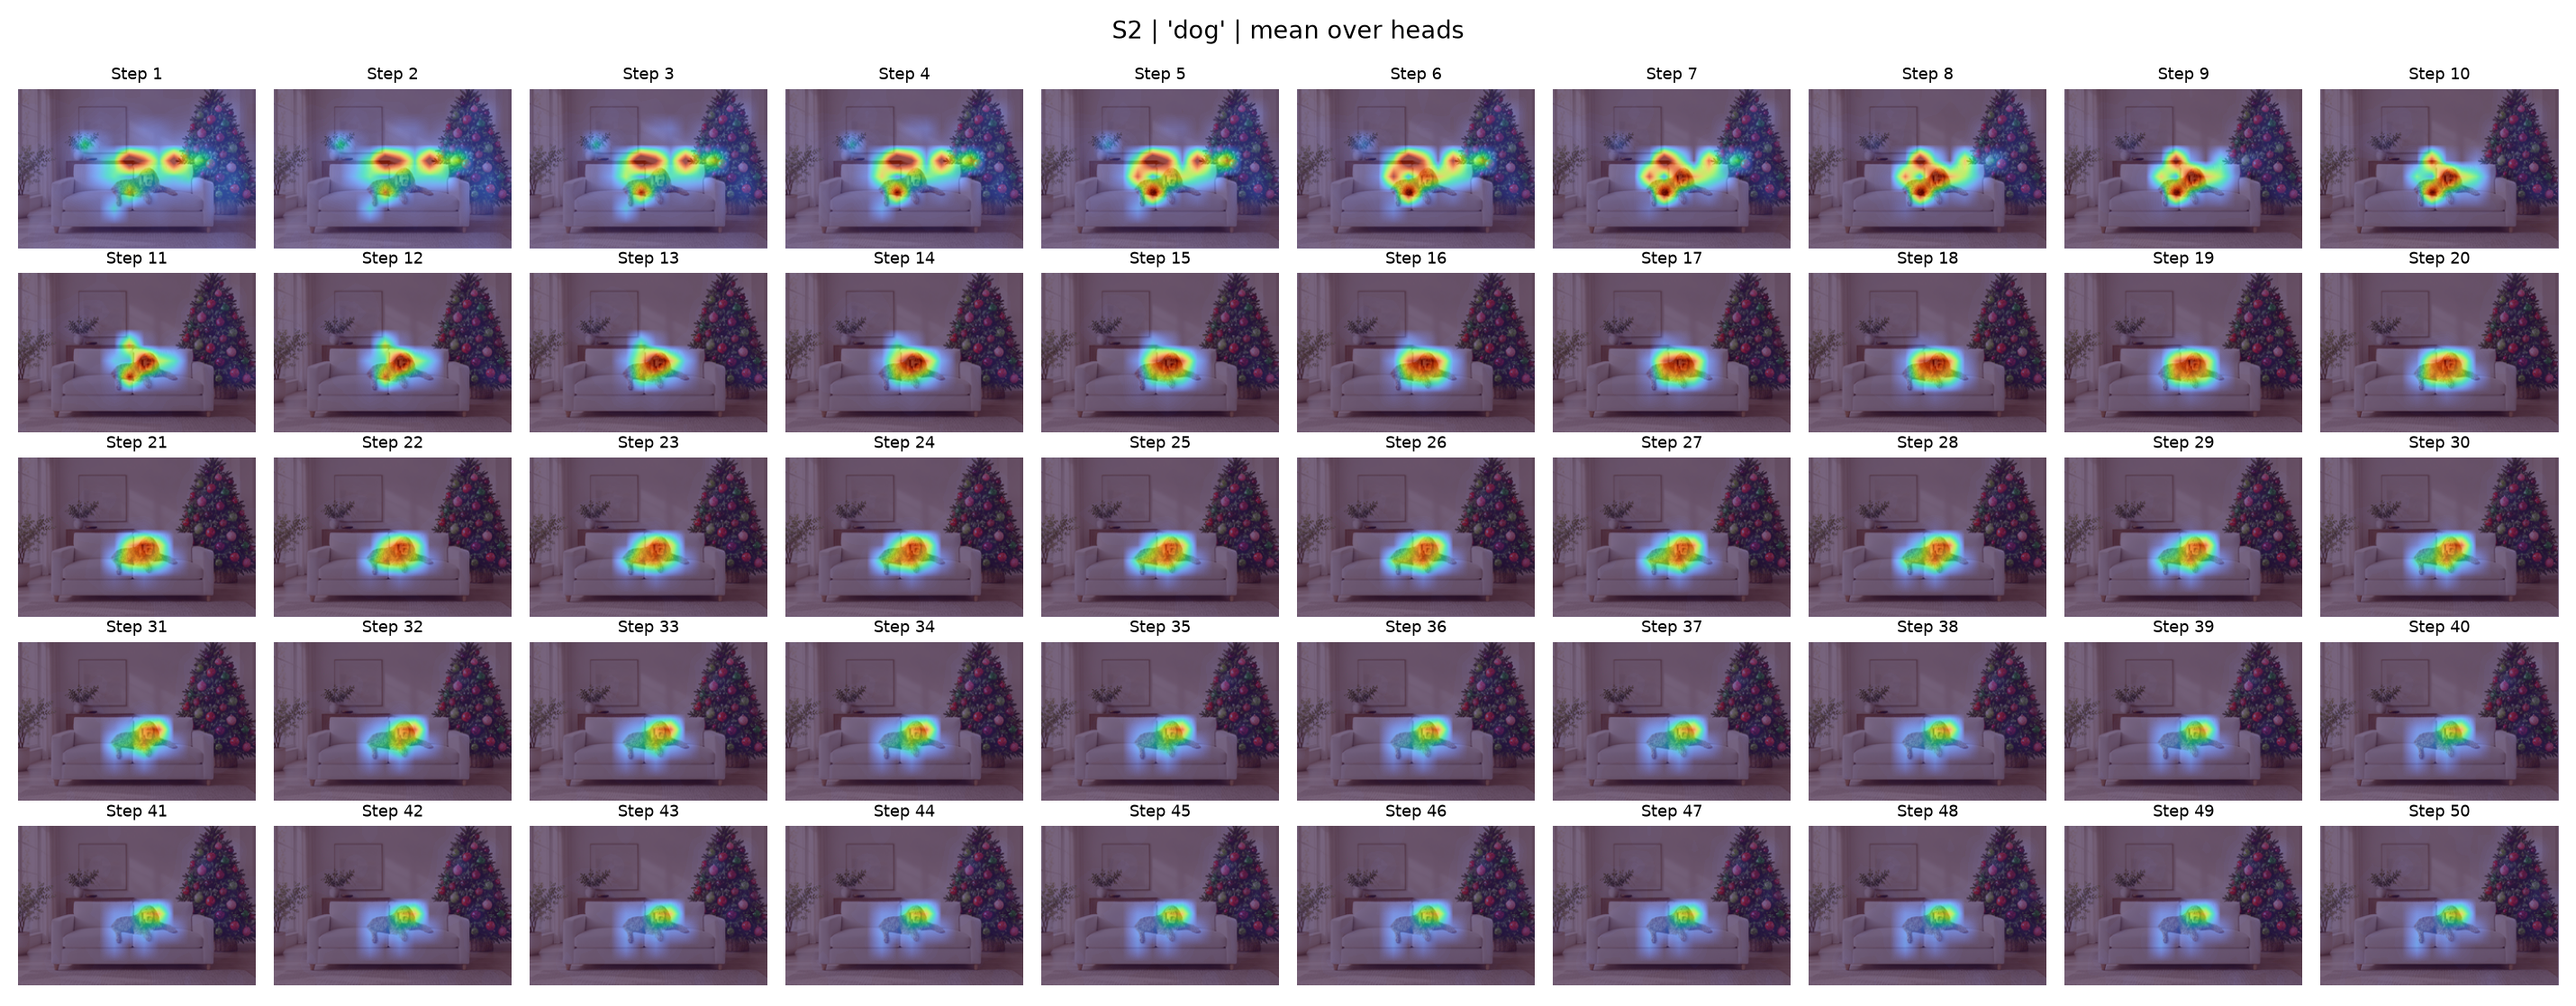 S2 | 'dog' | mean over heads
Step 1 Step 2 Step 3 Step 4 Step 5 Step 6 Step 7 Step 8 Step 9 Step 10
Step 11 Step 12 Step 13 Step 14 Step 15 Step 16 Step 17 Step 18 Step 19 Step 20
Step 21 Step 22 Step 23 Step 24 Step 25 Step 26 Step 27 Step 28 Step 29 Step 30
Step 31 Step 32 Step 33 Step 34 Step 35 Step 36 Step 37 Step 38 Step 39 Step 40
Step 41 Step 42 Step 43 Step 44 Step 45 Step 46 Step 47 Step 48 Step 49 Step 50